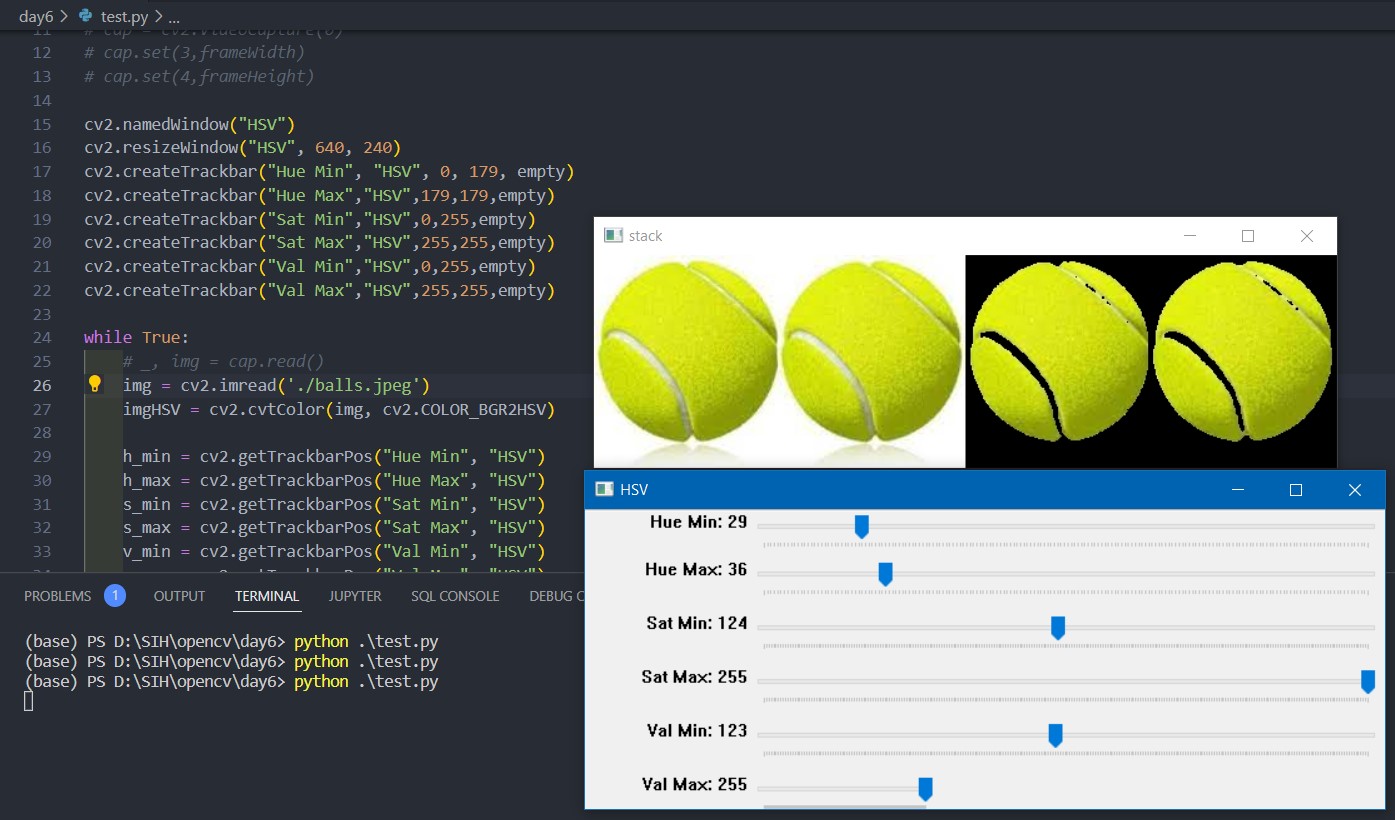 day6 > test.py > ...
11 # cap = cv2.VideoCapture(0)
12 # cap.set(3,frameWidth)
13 # cap.set(4,frameHeight)
14
15 cv2.namedWindow("HSV")
16 cv2.resizeWindow("HSV", 640, 240)
17 cv2.createTrackbar("Hue Min", "HSV", 0, 179, empty)
18 cv2.createTrackbar("Hue Max","HSV",179,179,empty)
19 cv2.createTrackbar("Sat Min","HSV",0,255,empty)
20 cv2.createTrackbar("Sat Max","HSV",255,255,empty)
21 cv2.createTrackbar("Val Min","HSV",0,255,empty)
22 cv2.createTrackbar("Val Max","HSV",255,255,empty)
23
24 while True:
25 # _, img = cap.read()
26 img = cv2.imread('./balls.jpeg')
27 imgHSV = cv2.cvtColor(img, cv2.COLOR_BGR2HSV)
28
29 h_min = cv2.getTrackbarPos("Hue Min", "HSV")
30 h_max = cv2.getTrackbarPos("Hue Max", "HSV")
31 s_min = cv2.getTrackbarPos("Sat Min", "HSV")
32 s_max = cv2.getTrackbarPos("Sat Max", "HSV")
33 v_min = cv2.getTrackbarPos("Val Min", "HSV")
stack
HSV
Hue Min: 29
Hue Max: 36
Sat Min: 124
Sat Max: 255
Val Min: 123
Val Max: 255
PROBLEMS 1 OUTPUT TERMINAL JUPYTER SQL CONSOLE DEBUG C
(base) PS D:\SIH\opencv\day6> python .\test.py
(base) PS D:\SIH\opencv\day6> python .\test.py
(base) PS D:\SIH\opencv\day6> python .\test.py